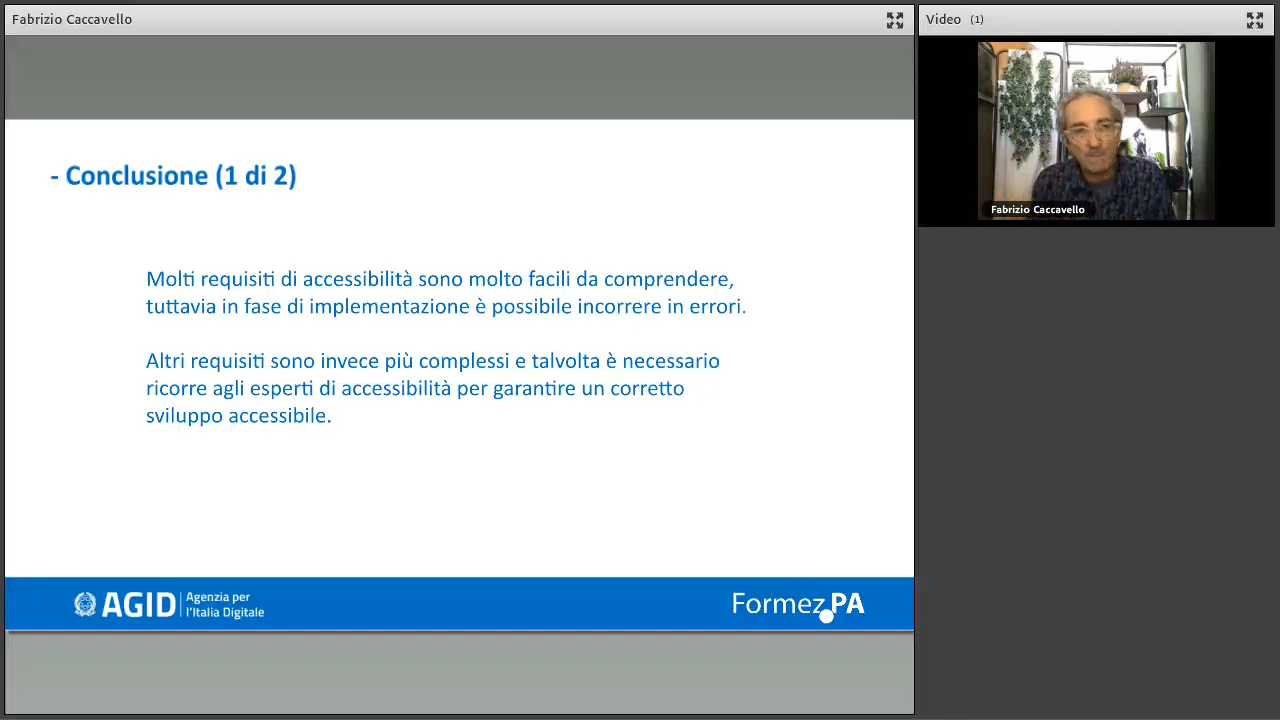 Fabrizio Caccavello
Video (1)
- Conclusione (1 di 2)
Molti requisiti di accessibilità sono molto facili da comprendere,
tuttavia in fase di implementazione è possibile incorrere in errori.
Altri requisiti sono invece più complessi e talvolta è necessario
ricorre agli esperti di accessibilità per garantire un corretto
sviluppo accessibile.
AGID
Agenzia per
l'Italia Digitale
Formez.PA
Fabrizio Caccavello